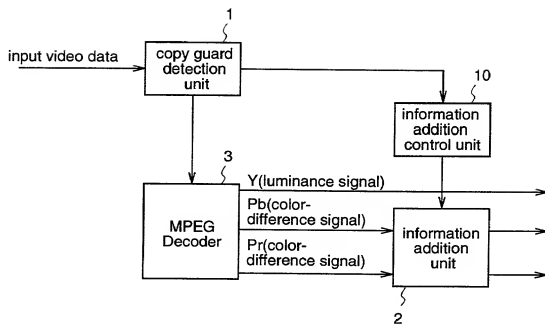 1
input video data
copy guard
detection
unit
10
information
addition
control unit
3
Y(luminance signal)
Pb(color-
difference signal)
MPEG
Decoder
Pr(color-
difference signal)
information
addition
unit
2